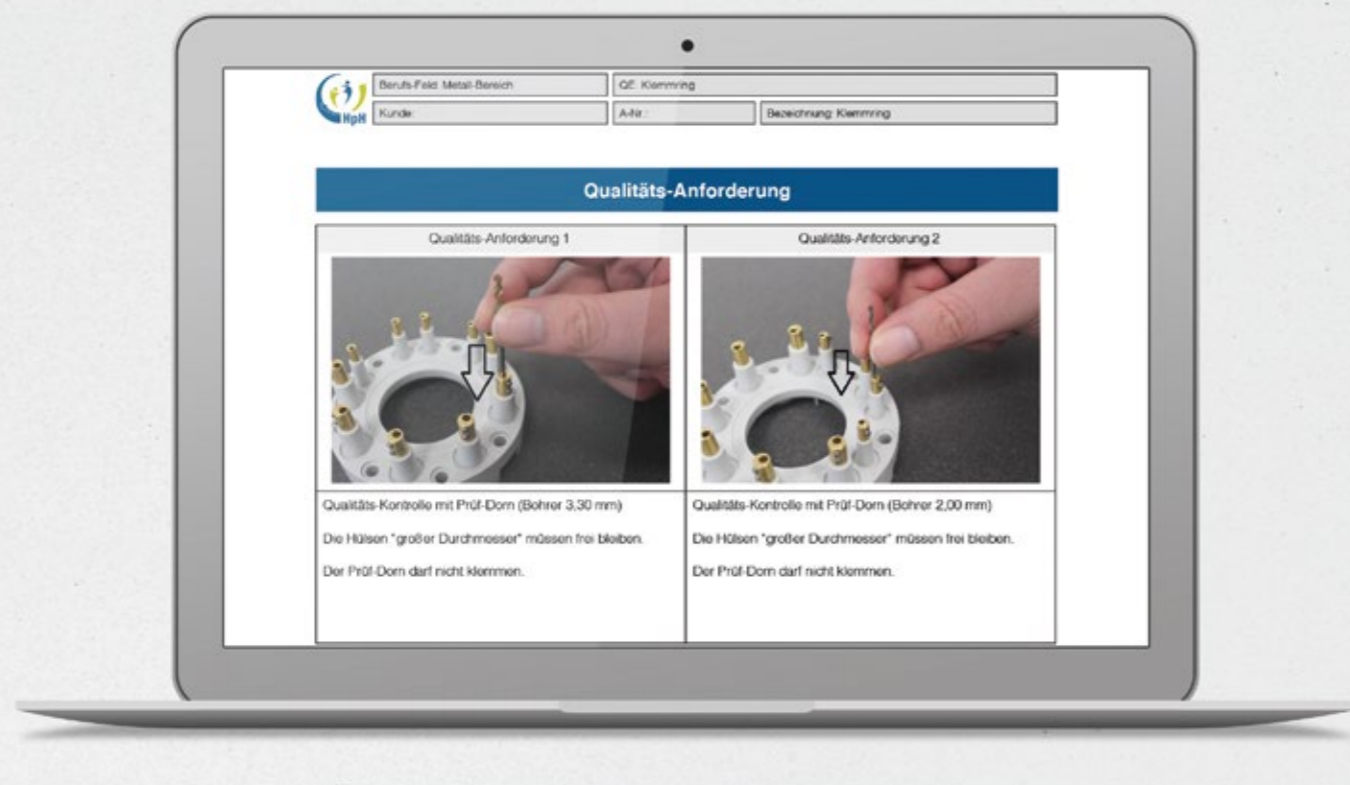 Berufs-Feld: Metall-Bereich
QE: Klemmring
HpH
Kunde:
A-Nr.:
Bezeichnung: Klemmring
Qualitäts-Anforderung
Qualitäts-Anforderung 1
Qualitäts-Anforderung 2
Qualitäts-Kontrolle mit Prüf-Dorn (Bohrer 3,30 mm)
Die Hülsen "großer Durchmesser" müssen frei bleiben.
Der Prüf-Dorn darf nicht klemmen.
Qualitäts-Kontrolle mit Prüf-Dorn (Bohrer 2,00 mm)
Die Hülsen "großer Durchmesser" müssen frei bleiben.
Der Prüf-Dorn darf nicht klemmen.